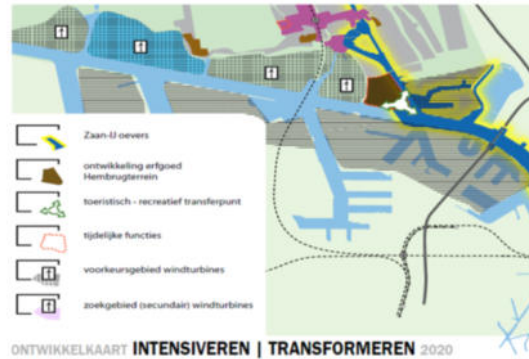 Zaan-IJ oevers
ontwikkeling erfgoed
Hembrugterrein
toeristisch - recreatief transferpunt
tijdelijke functies
voorkeursgebied windturbines
zoekgebied (secundair) windturbines
ONTWIKKELKAART INTENSIVEREN | TRANSFORMEREN 2020